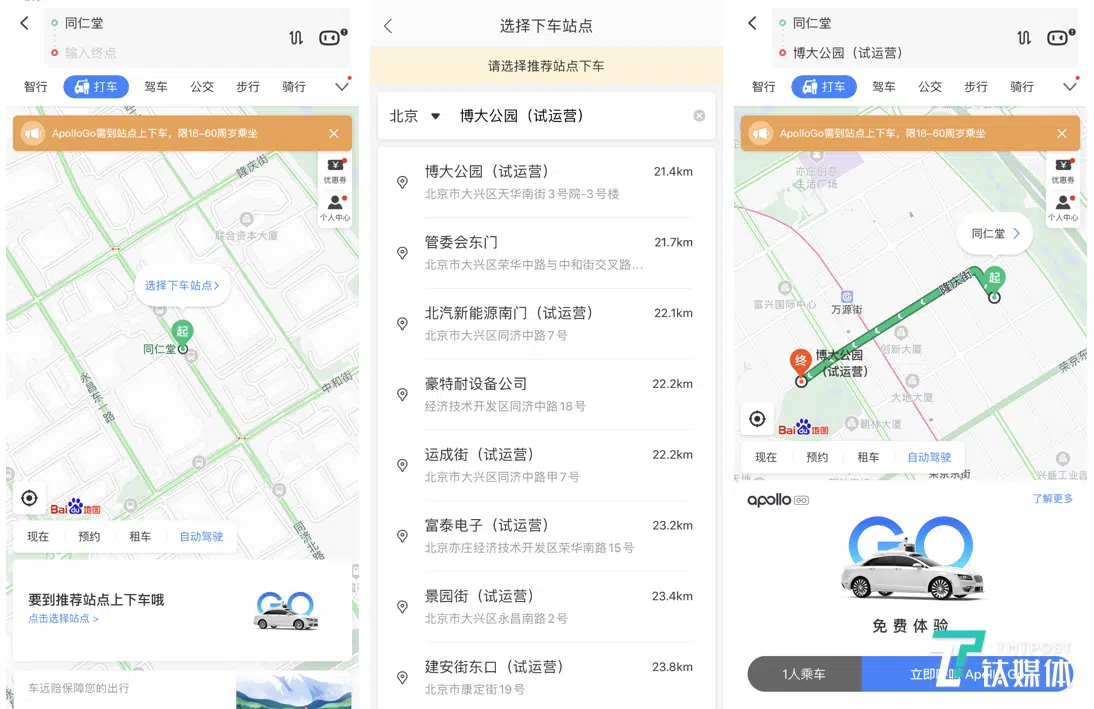 同仁堂
输入终点
智行
打车
驾车
公交
步行
骑行
ApolloGo需到站点上下车，限18-60周岁乘坐
优惠券
个人中心
隆庆街
联合资本大厦
选择下车站点>
起
同仁堂
永昌东一路
中和街
同济北路
Bai du 地图
现在
预约
租车
自动驾驶
要到推荐站点上下车哦
点击选择站点 >
GO
车远赔保障您的出行
选择下车站点
请选择推荐站点下车
北京
博大公园（试运营）
博大公园（试运营）
21.4km
北京市大兴区天华南街3号院-3号楼
管委会东门
21.7km
北京市大兴区荣华中路与中和街交叉路...
北汽新能源南门（试运营）
22.1km
北京市大兴区同济中路7号
豪特耐设备公司
22.2km
经济技术开发区同济中路18号
运成街（试运营）
22.2km
北京市大兴区同济中路甲7号
富泰电子（试运营）
23.2km
北京亦庄经济技术开发区荣华南路15号
景园街（试运营）
23.4km
北京市大兴区永昌南路2号
建安街东口（试运营）
23.8km
北京市康定街19号
同仁堂
博大公园（试运营）
智行
打车
驾车
公交
步行
骑行
ApolloGo需到站点上下车，限18-60周岁乘坐
亦庄创意
生活广场
优惠券
个人中心
同仁堂
起
隆庆街
富兴国际中心
万源街
创新大厦
终
博大公园
（试运营）
荣京东
大地大厦
朝林大厦
Bai du 地图
现在
预约
租车
自动驾驶
荣京东街
兴盛工业园
apollo GO
了解更多
GO
免费体验
1人乘车
TMTPOST
钛媒体